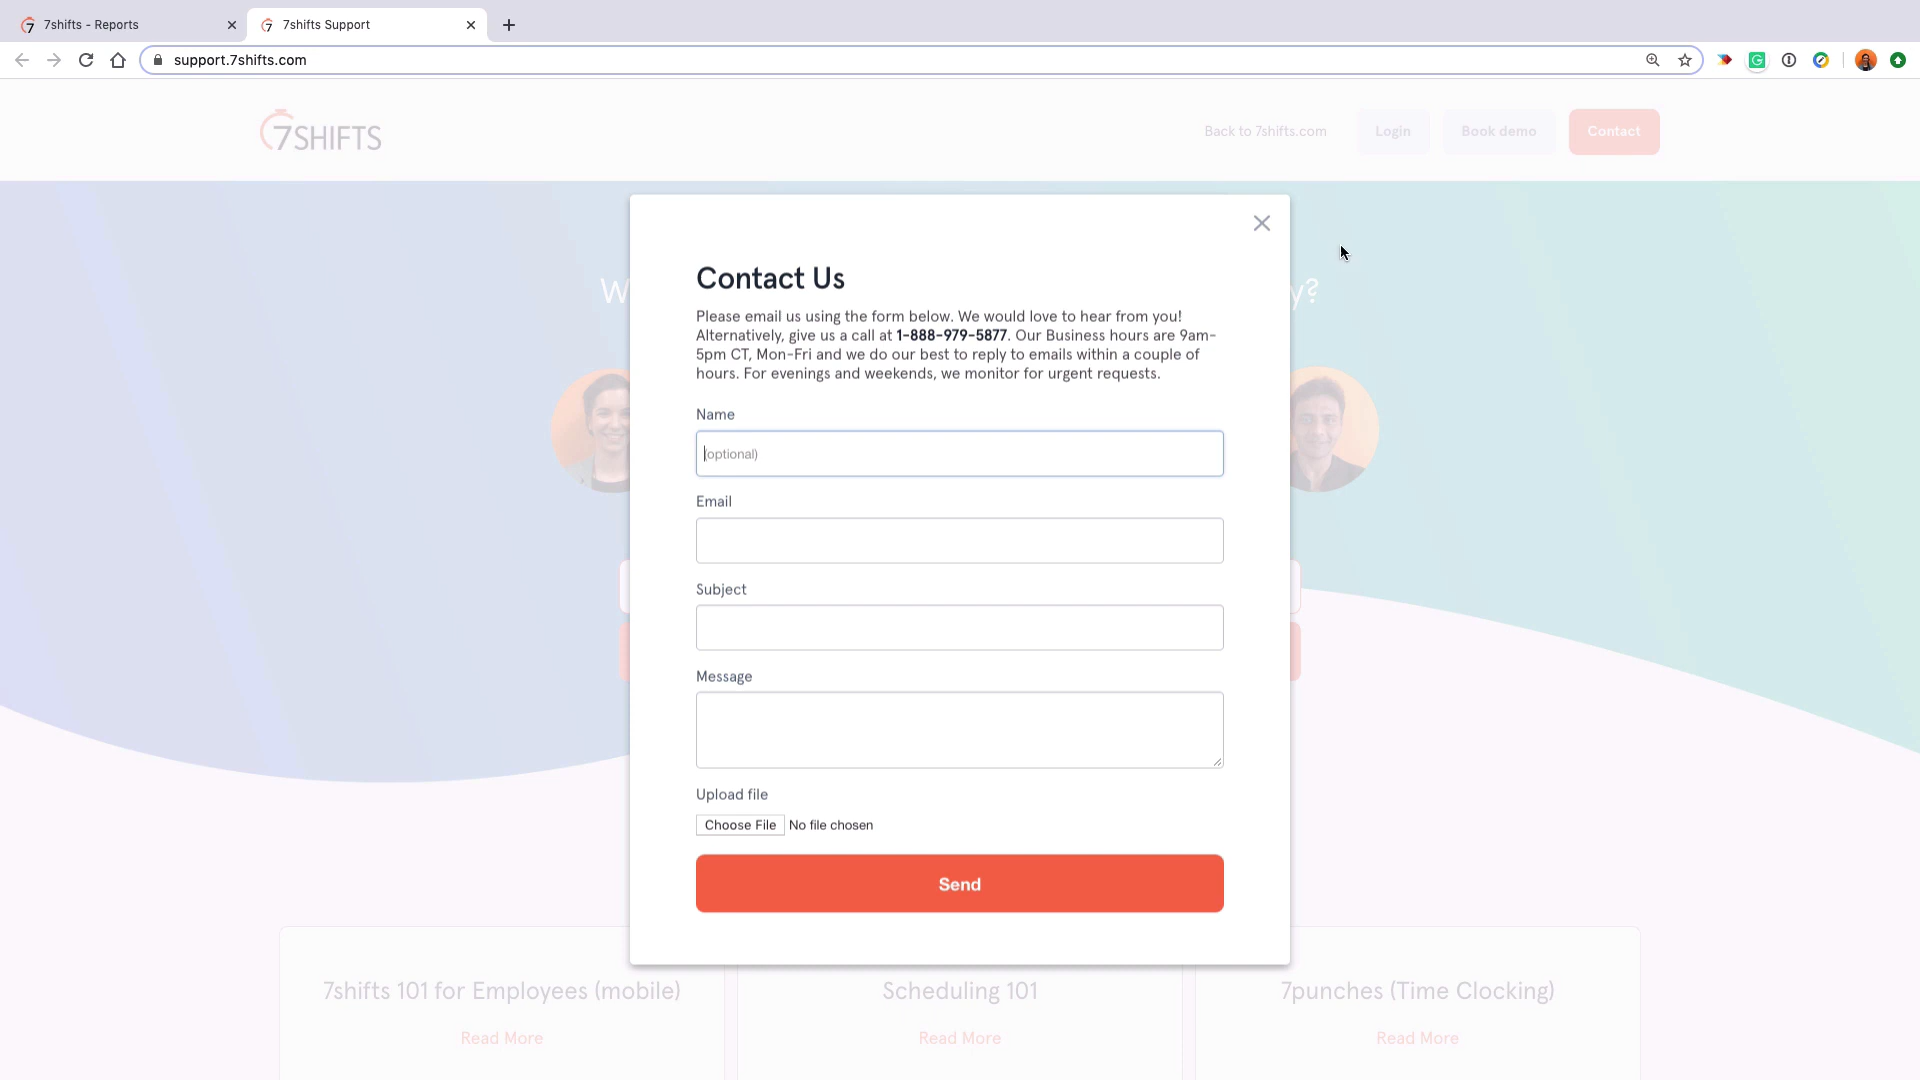 7shifts - Reports
7shifts Support
support.7shifts.com
7SHIFTS
Back to 7shifts.com
Login
Book demo
Contact
W
y?
Contact Us
Please email us using the form below. We would love to hear from you!
Alternatively, give us a call at 1-888-979-5877. Our Business hours are 9am-
5pm CT, Mon-Fri and we do our best to reply to emails within a couple of
hours. For evenings and weekends, we monitor for urgent requests.
Name
(optional)
Email
Subject
Message
Upload file
Choose File No file chosen
Send
7shifts 101 for Employees (mobile)
Read More
Scheduling 101
Read More
7punches (Time Clocking)
Read More